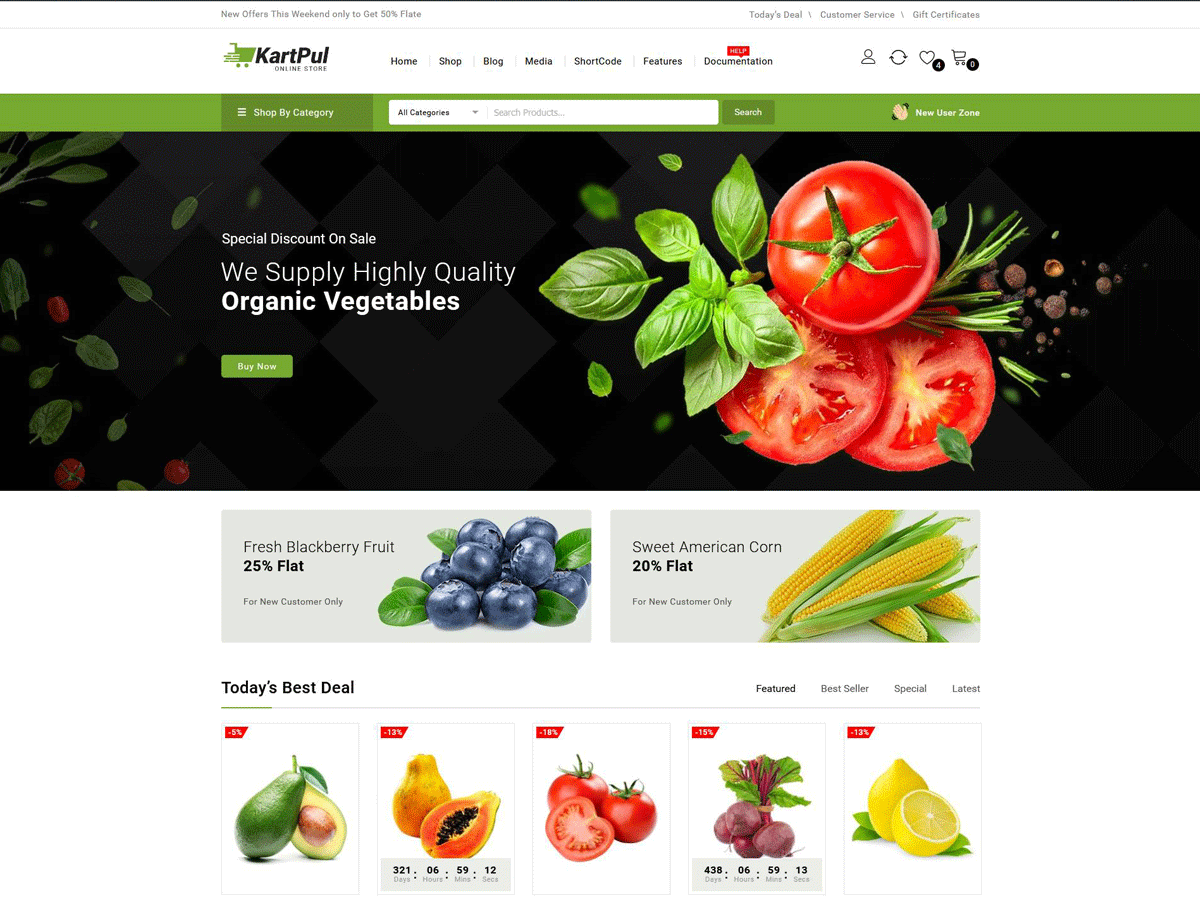 New Offers This Weekend only to Get 50% Flate
Today's Deal \ Customer Service \ Gift Certificates
KartPul
ONLINE STORE
Home Shop Blog Media ShortCode Features Documentation
HELP
4 0
Shop By Category
All Categories Search Products... Search
New User Zone
Special Discount On Sale
We Supply Highly Quality
Organic Vegetables
Buy Now
Fresh Blackberry Fruit
25% Flat
For New Customer Only
Sweet American Corn
20% Flat
For New Customer Only
Today's Best Deal
Featured Best Seller Special Latest
-5% -13% -18% -15% -13%
321 . 06 : 59 : 12
Days Hours Mins Secs
438 . 06 : 59 : 13
Days Hours Mins Secs